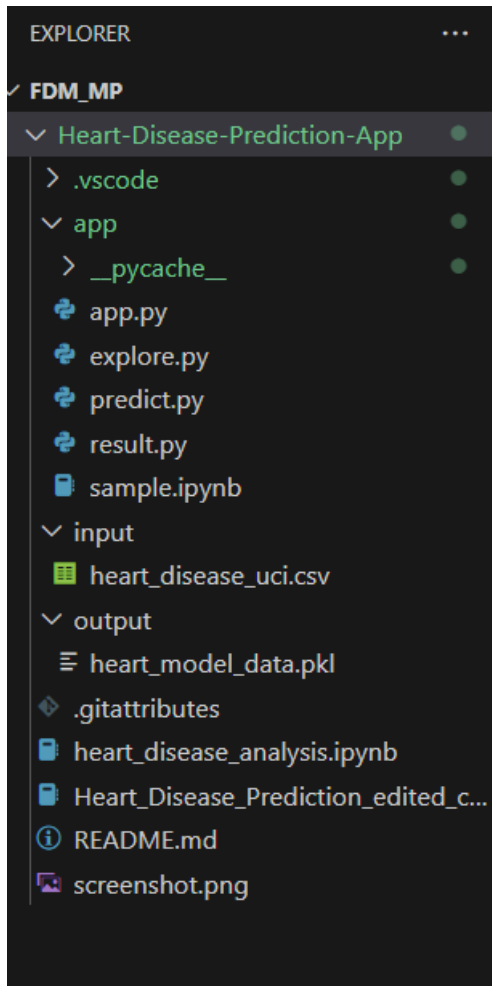 EXPLORER ...
FDM_MP
Heart-Disease-Prediction-App
.vscode
app
__pycache__
app.py
explore.py
predict.py
result.py
sample.ipynb
input
heart_disease_uci.csv
output
heart_model_data.pkl
.gitattributes
heart_disease_analysis.ipynb
Heart_Disease_Prediction_edited_c...
README.md
screenshot.png